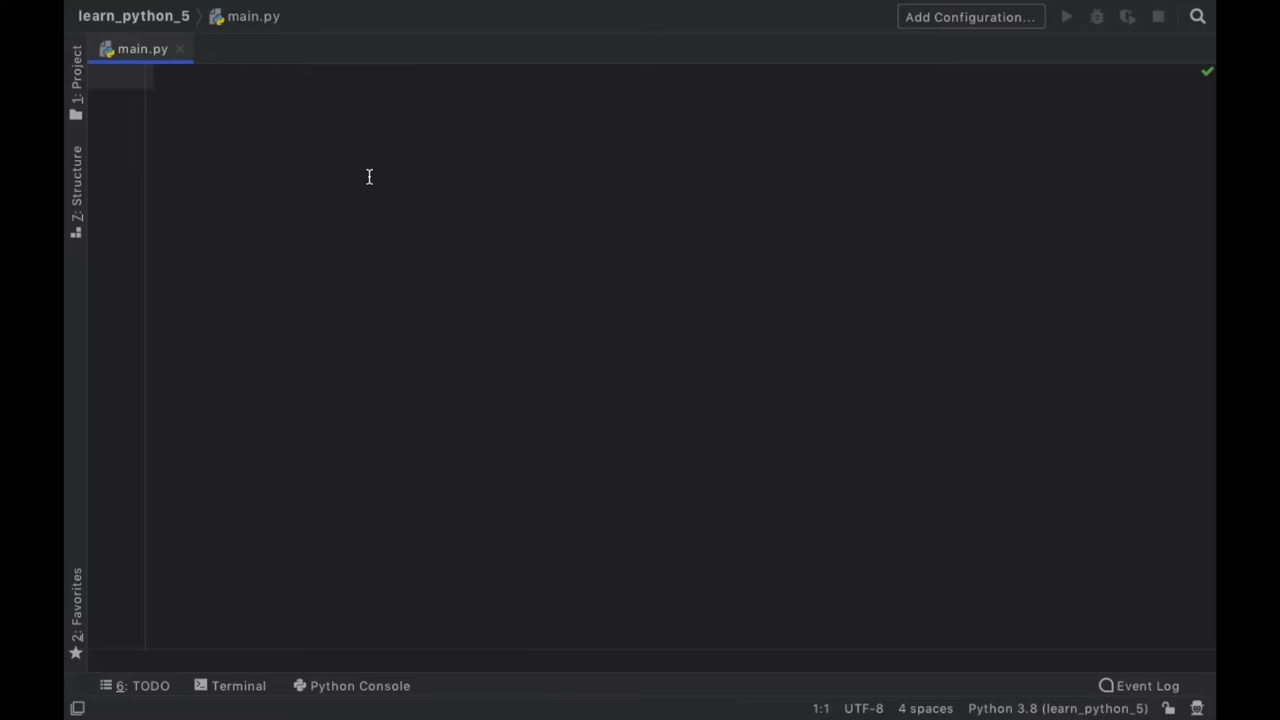 learn_python_5 main.py Add Configuration...
main.py
1: Project
7: Structure
2: Favorites
6: TODO Terminal Python Console Event Log
1:1 UTF-8 4 spaces Python 3.8 (learn_python_5)